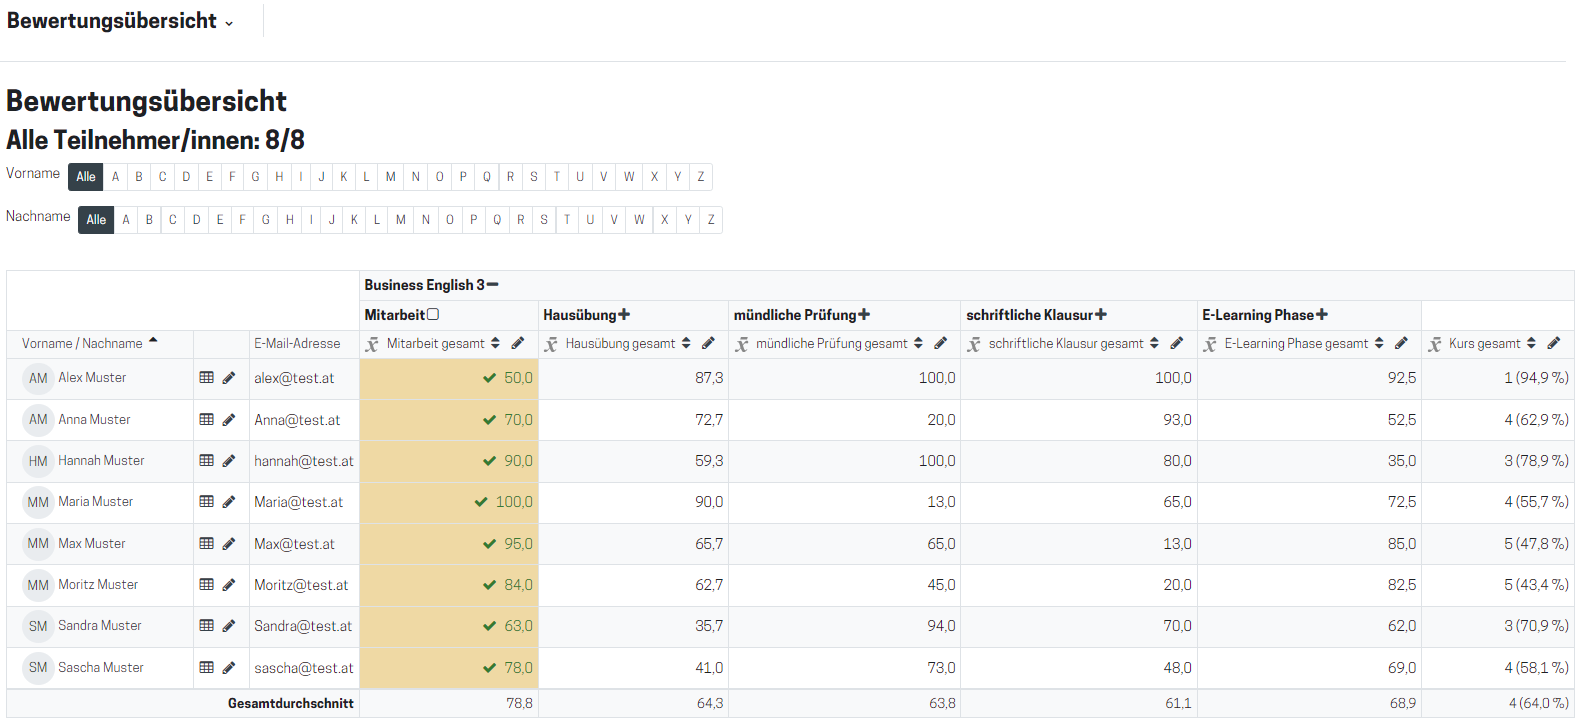 Bewertungsübersicht
Bewertungsübersicht
Alle Teilnehmer/innen: 8/8
Vorname Alle A B C D E F G H I J K L M N O P Q R S T U V W X Y Z
Nachname Alle A B C D E F G H I J K L M N O P Q R S T U V W X Y Z
Business English 3
Mitarbeit Hausübung mündliche Prüfung schriftliche Klausur E-Learning Phase
Vorname / Nachname E-Mail-Adresse x̄ Mitarbeit gesamt x̄ Hausübung gesamt x̄ mündliche Prüfung gesamt x̄ schriftliche Klausur gesamt x̄ E-Learning Phase gesamt x̄ Kurs gesamt
AM Alex Muster alex@test.at 50,0 87,3 100,0 100,0 92,5 1 (94,9 %)
AM Anna Muster Anna@test.at 70,0 72,7 20,0 93,0 52,5 4 (62,9 %)
HM Hannah Muster hannah@test.at 90,0 59,3 100,0 80,0 35,0 3 (78,9 %)
MM Maria Muster Maria@test.at 100,0 90,0 13,0 65,0 72,5 4 (55,7 %)
MM Max Muster Max@test.at 95,0 65,7 65,0 13,0 85,0 5 (47,8 %)
MM Moritz Muster Moritz@test.at 84,0 62,7 45,0 20,0 82,5 5 (43,4 %)
SM Sandra Muster Sandra@test.at 63,0 35,7 94,0 70,0 62,0 3 (70,9 %)
SM Sascha Muster sascha@test.at 78,0 41,0 73,0 48,0 69,0 4 (58,1 %)
Gesamtdurchschnitt 78,8 64,3 63,8 61,1 68,9 4 (64,0 %)